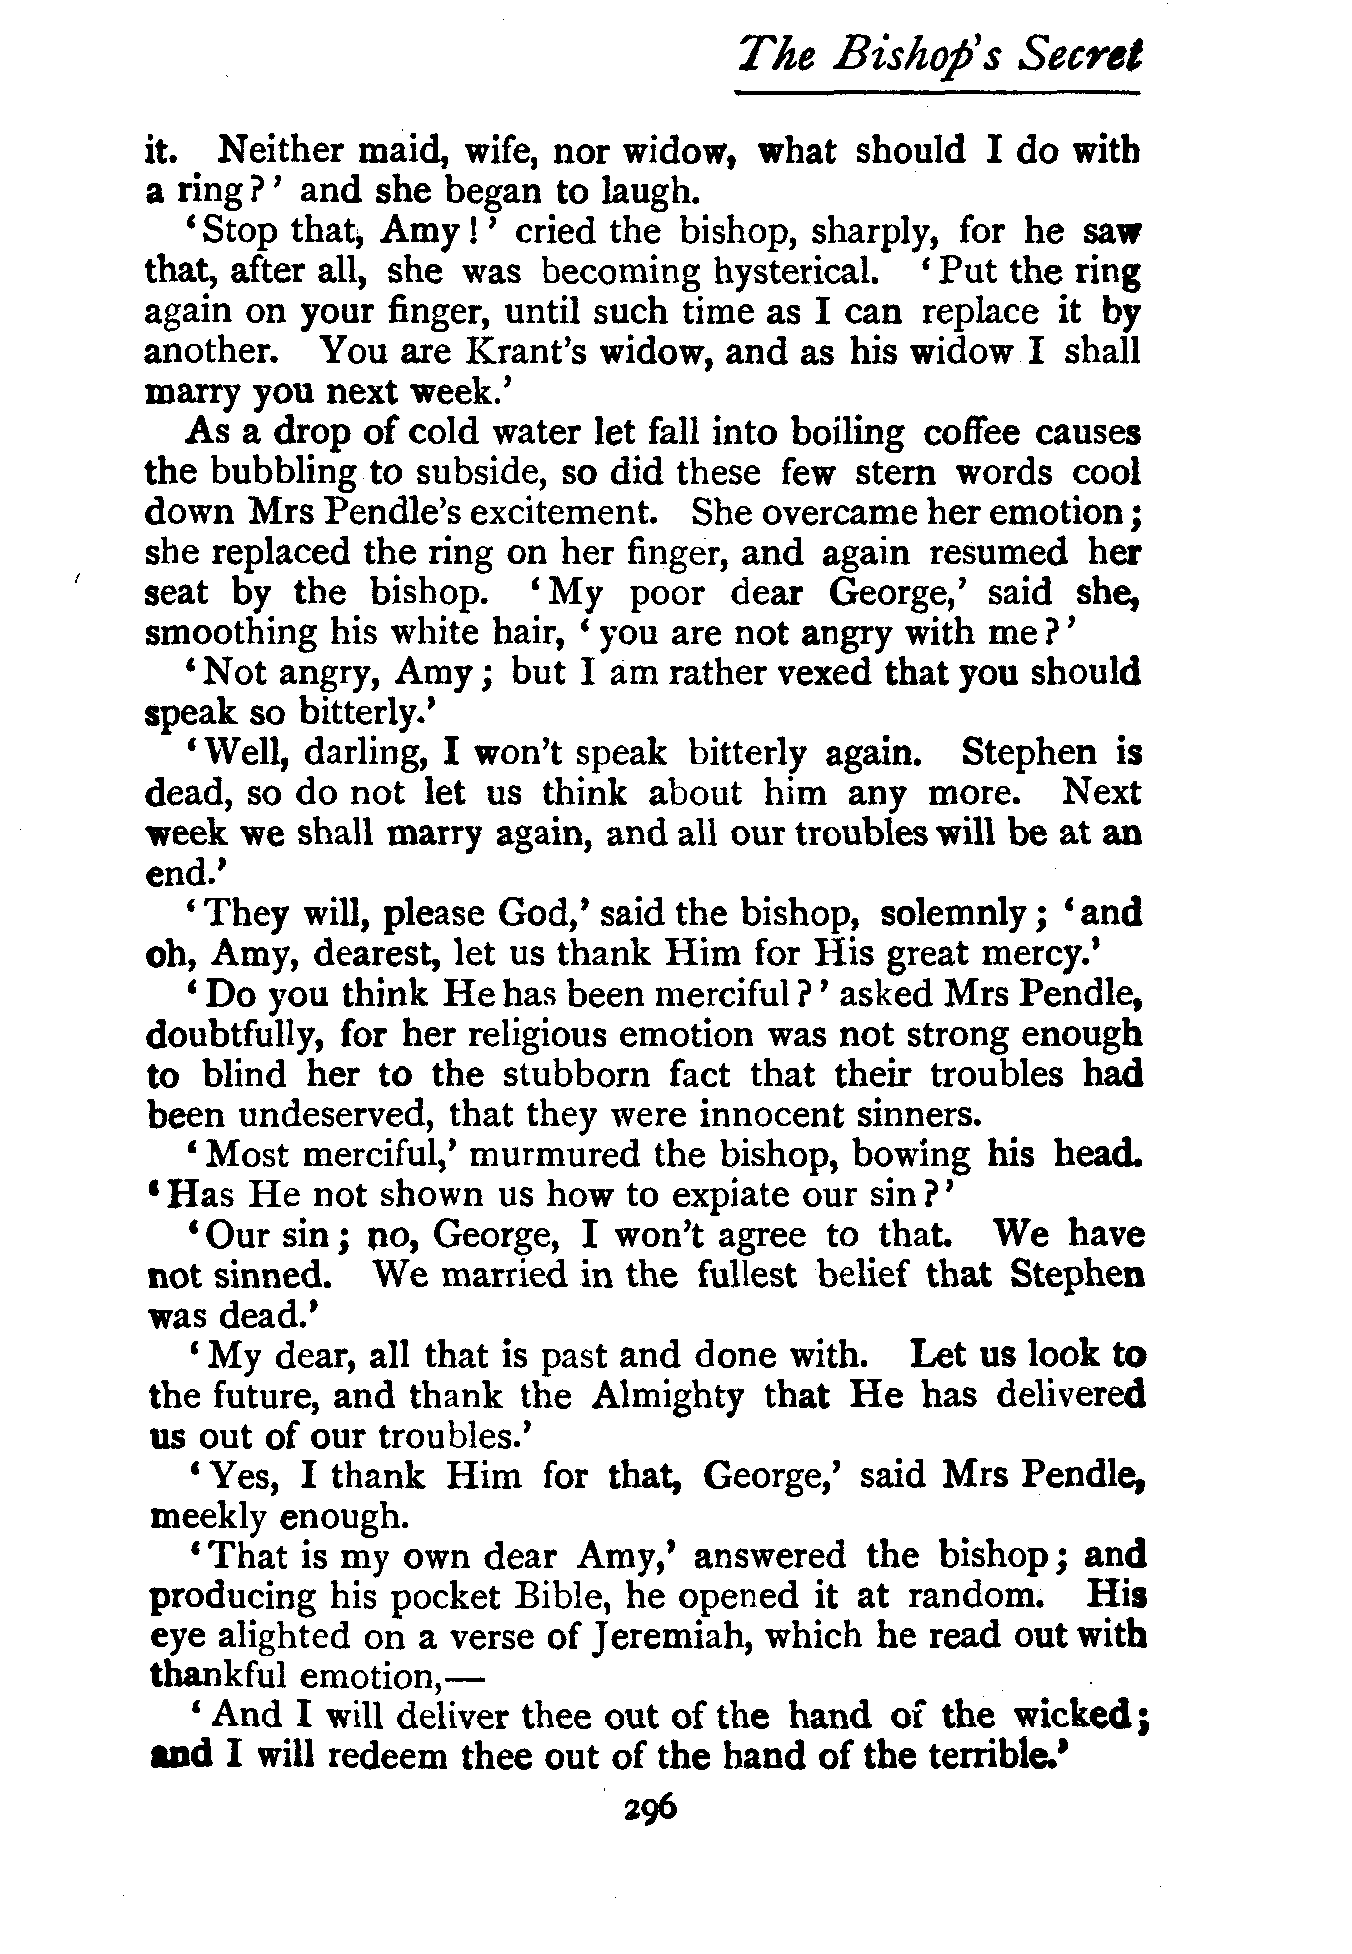 The Bishop's Secret
it. Neither maid, wife, nor widow, what should I do with
a ring?' and she began to laugh.
'Stop that, Amy!' cried the bishop, sharply, for he saw
that, after all, she was becoming hysterical. 'Put the ring
again on your finger, until such time as I can replace it by
another. You are Krant's widow, and as his widow I shall
marry you next week.'
As a drop of cold water let fall into boiling coffee causes
the bubbling to subside, so did these few stern words cool
down Mrs Pendle's excitement. She overcame her emotion;
she replaced the ring on her finger, and again resumed her
seat by the bishop. 'My poor dear George,' said she,
smoothing his white hair, 'you are not angry with me?'
'Not angry, Amy; but I am rather vexed that you should
speak so bitterly.'
'Well, darling, I won't speak bitterly again. Stephen is
dead, so do not let us think about him any more. Next
week we shall marry again, and all our troubles will be at an
end.'
'They will, please God,' said the bishop, solemnly; 'and
oh, Amy, dearest, let us thank Him for His great mercy.'
'Do you think He has been merciful?' asked Mrs Pendle,
doubtfully, for her religious emotion was not strong enough
to blind her to the stubborn fact that their troubles had
been undeserved, that they were innocent sinners.
'Most merciful,' murmured the bishop, bowing his head.
'Has He not shown us how to expiate our sin?'
'Our sin; no, George, I won't agree to that. We have
not sinned. We married in the fullest belief that Stephen
was dead.'
'My dear, all that is past and done with. Let us look to
the future, and thank the Almighty that He has delivered
us out of our troubles.'
'Yes, I thank Him for that, George,' said Mrs Pendle,
meekly enough.
'That is my own dear Amy,' answered the bishop; and
producing his pocket Bible, he opened it at random. His
eye alighted on a verse of Jeremiah, which he read out with
thankful emotion,—
'And I will deliver thee out of the hand of the wicked;
and I will redeem thee out of the hand of the terrible.'
296